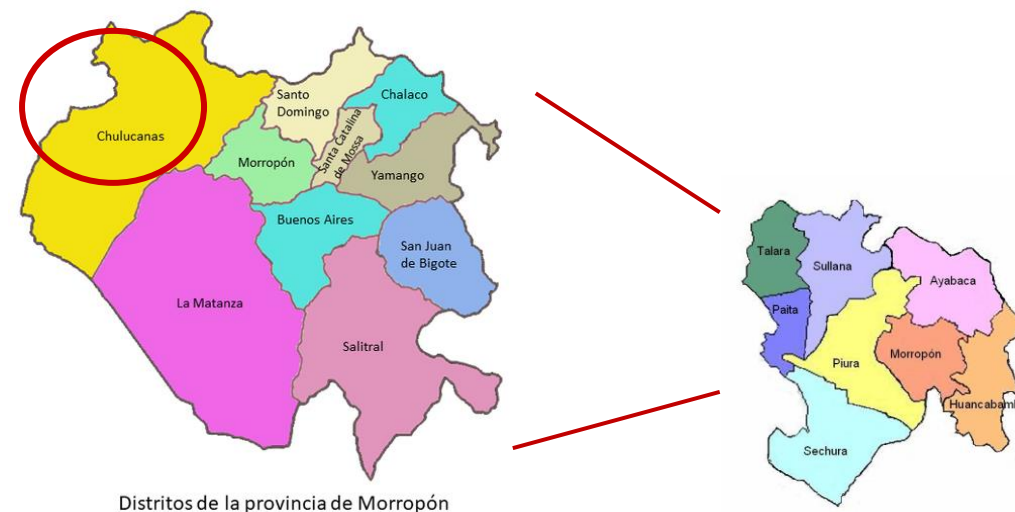 Chulucanas
Santo
Domingo
Chalaco
Santa Catalina
de Mossa
Morropón
Yamango
Buenos Aires
San Juan
de Bigote
La Matanza
Salitral
Distritos de la provincia de Morropón
Talara
Sullana
Ayabaca
Paita
Piura
Morropón
Huancabamb
Sechura